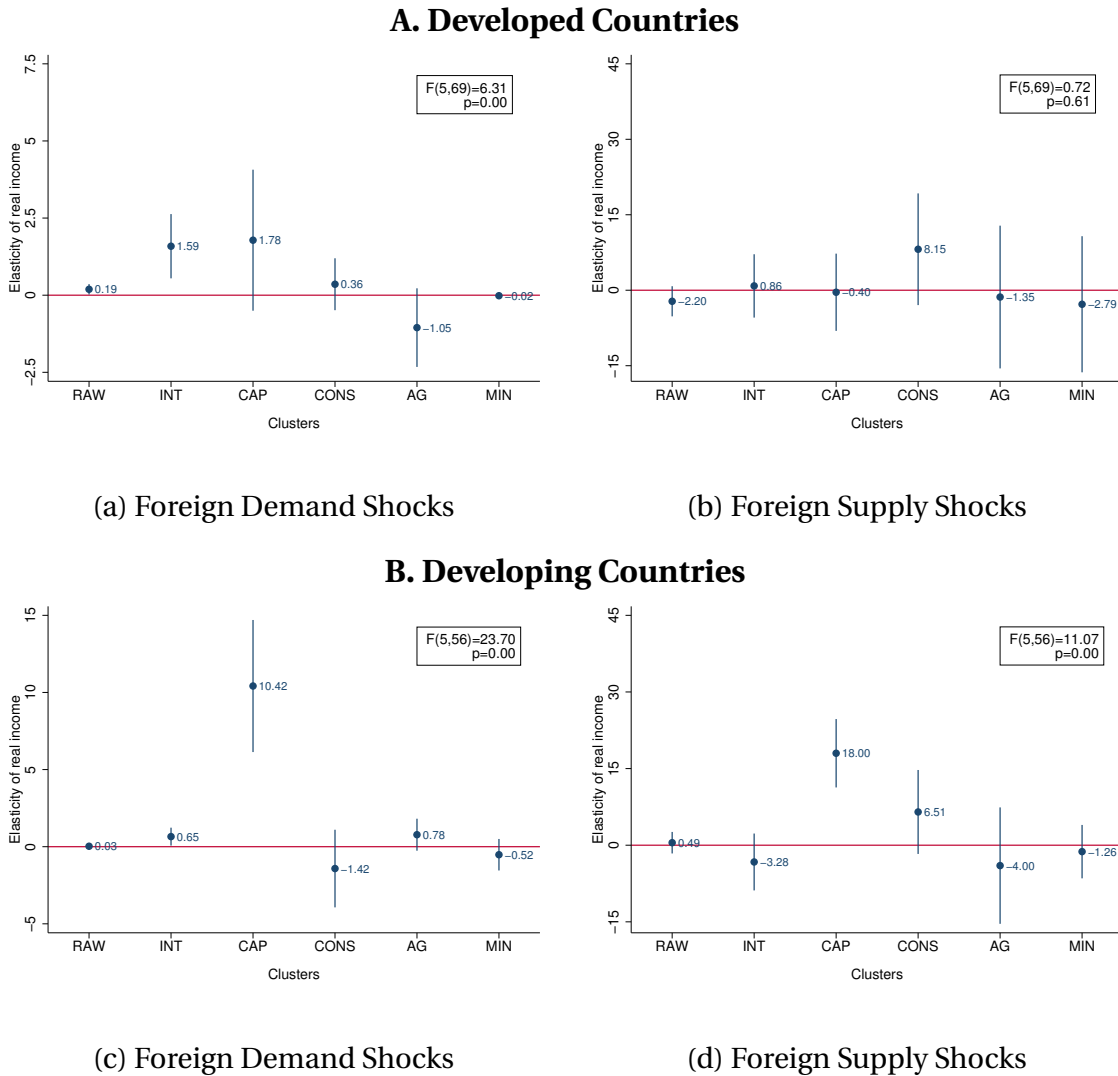 A. Developed Countries
7.5
5
2.5
0
−2.5
Elasticity of real income
F(5,69)=6.31
p=0.00
0.19
1.59
1.78
0.36
−1.05
−0.02
RAW INT CAP CONS AG MIN
Clusters
45
30
15
0
−15
Elasticity of real income
F(5,69)=0.72
p=0.61
−2.20
0.86
−0.40
8.15
−1.35
−2.79
RAW INT CAP CONS AG MIN
Clusters
(a) Foreign Demand Shocks
(b) Foreign Supply Shocks
B. Developing Countries
15
10
5
0
−5
Elasticity of real income
F(5,56)=23.70
p=0.00
0.03
0.65
10.42
−1.42
0.78
−0.52
RAW INT CAP CONS AG MIN
Clusters
45
30
15
0
−15
Elasticity of real income
F(5,56)=11.07
p=0.00
0.49
−3.28
18.00
6.51
−4.00
−1.26
RAW INT CAP CONS AG MIN
Clusters
(c) Foreign Demand Shocks
(d) Foreign Supply Shocks